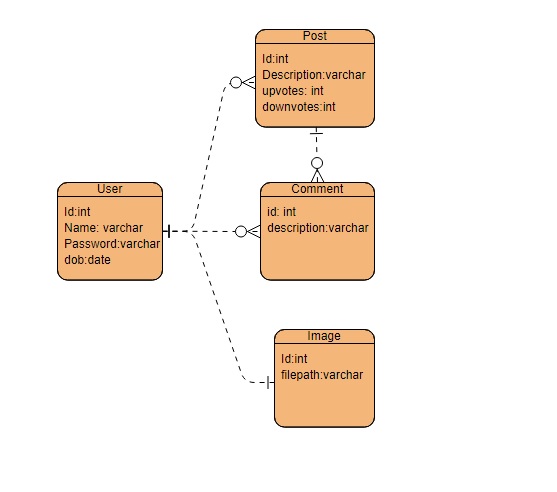 Post
Id:int
Description:varchar
upvotes: int
downvotes:int
User
Id:int
Name: varchar
Password:varchar
dob:date
Comment
id: int
description:varchar
Image
Id:int
filepath:varchar